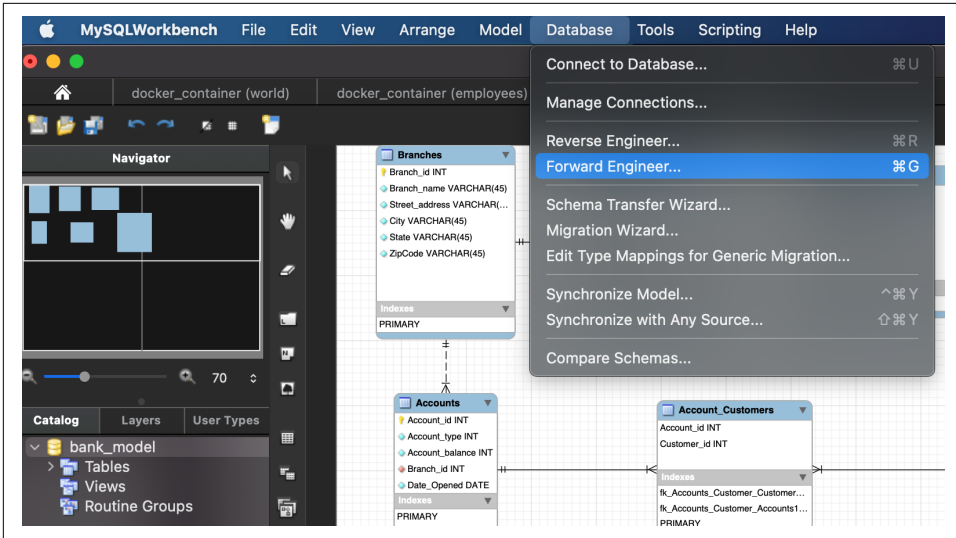 MySQLWorkbench File Edit View Arrange Model Database Tools Scripting Help
docker_container (world) docker_container (employees)
Connect to Database... ⌘U
Manage Connections...
Reverse Engineer... ⌘R
Forward Engineer... ⌘G
Schema Transfer Wizard...
Migration Wizard...
Edit Type Mappings for Generic Migration...
Synchronize Model... ^⌘Y
Synchronize with Any Source... ⇧⌘Y
Compare Schemas...
Navigator
70
Catalog Layers User Types
bank_model
Tables
Views
Routine Groups
Branches
Branch_id INT
Branch_name VARCHAR(45)
Street_address VARCHAR(...
City VARCHAR(45)
State VARCHAR(45)
ZipCode VARCHAR(45)
Indexes
PRIMARY
Accounts
Account_id INT
Account_type INT
Account_balance INT
Branch_id INT
Date_Opened DATE
Indexes
PRIMARY
Account_Customers
Account_id INT
Customer_id INT
Indexes
fk_Accounts_Customer_Customer...
fk_Accounts_Customer_Accounts1...
PRIMARY